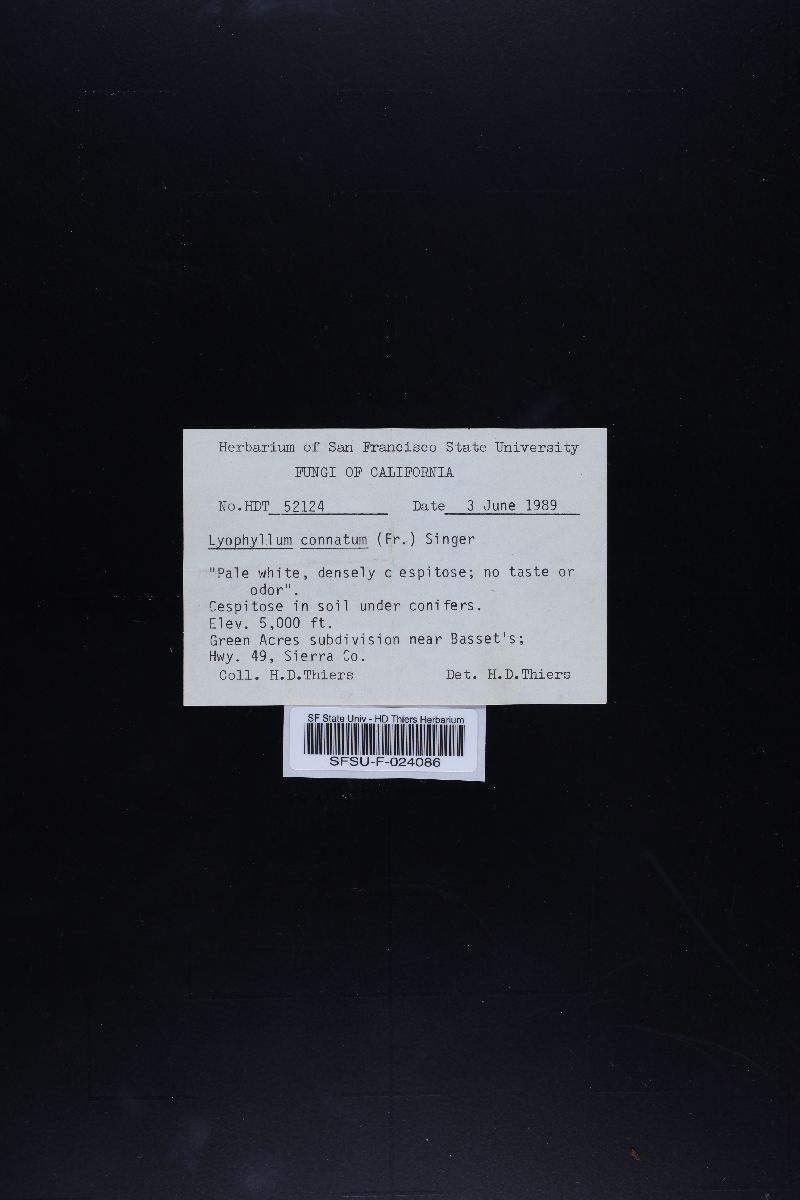 Herbarium of San Francisco State University
FUNGI OF CALIFORNIA
No.HDT 52124 Date 3 June 1989
Lyophyllum connatum (Fr.) Singer
"Pale white, densely c espitose; no taste or
odor".
Cespitose in soil under conifers.
Elev. 5,000 ft.
Green Acres subdivision near Basset's;
Hwy. 49, Sierra Co.
Coll. H.D.Thiers Det. H.D.Thiers
SF State Univ - HD Thiers Herbarium
SFSU-F-024086